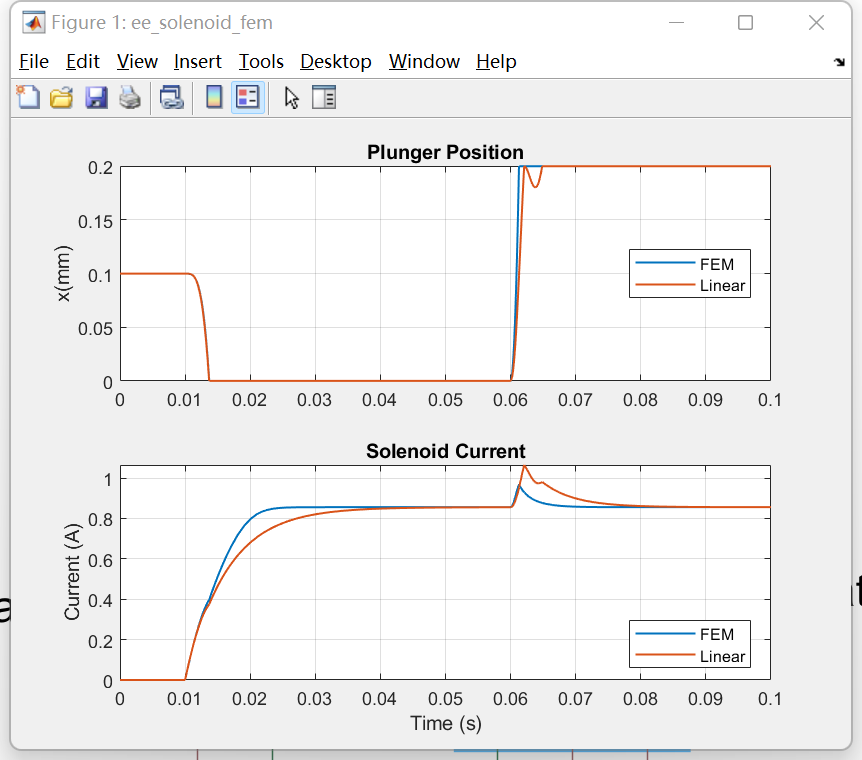 Figure 1: ee_solenoid_fem
File Edit View Insert Tools Desktop Window Help
Plunger Position
0.2
0.15
0.1
0.05
0
x(mm)
FEM
Linear
0 0.01 0.02 0.03 0.04 0.05 0.06 0.07 0.08 0.09 0.1
Solenoid Current
1
0.8
0.6
0.4
0.2
0
Current (A)
FEM
Linear
0 0.01 0.02 0.03 0.04 0.05 0.06 0.07 0.08 0.09 0.1
Time (s)